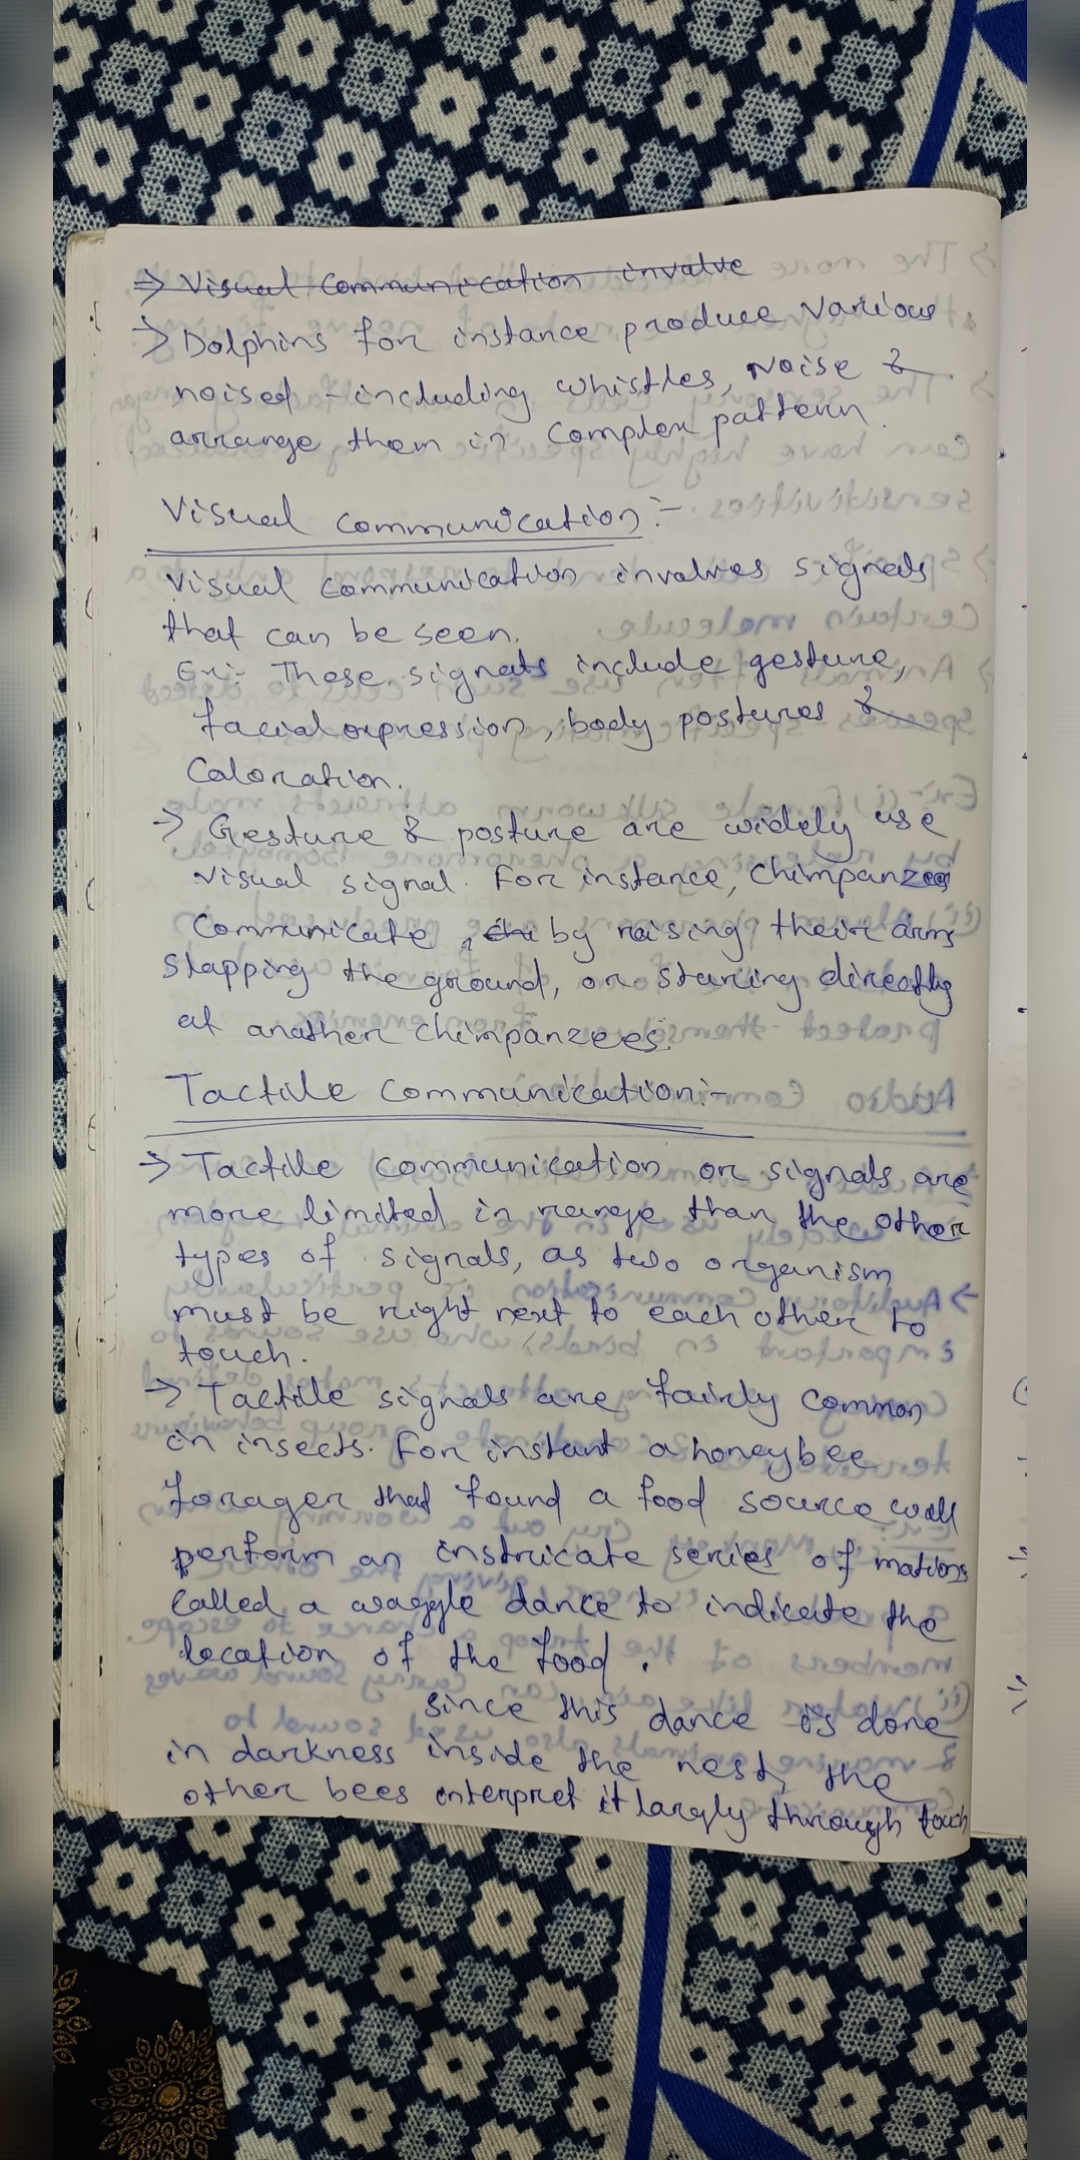 → Visual Communication involve
→ Dolphins for instance produce various
noised - including whistles, Noise &
arrange them in complex pattern.
Visual communication :-
Visual communication involves signals
that can be seen.
Ex:- These signals include gesture,
facial expression, body postures &
Coloration.
→ Gesture & posture are widely use
visual signal. For instance, Chimpanzees
Communicate, chi by raising their arms
slapping the ground, or staring directly
at another chimpanzees.
Tactile communication:-
→ Tactile communication or signals are
more limited in range than the other
types of signals, as two organism
must be right next to each other to
touch.
→ Tactile signals are fairly common
in insects. For instant a honeybee
forager that found a food source will
perform an instricate series of motions
called a waggle dance to indicate the
location of the food.
since this dance is done
in darkness inside the nest, the
other bees interpret it largly through touch